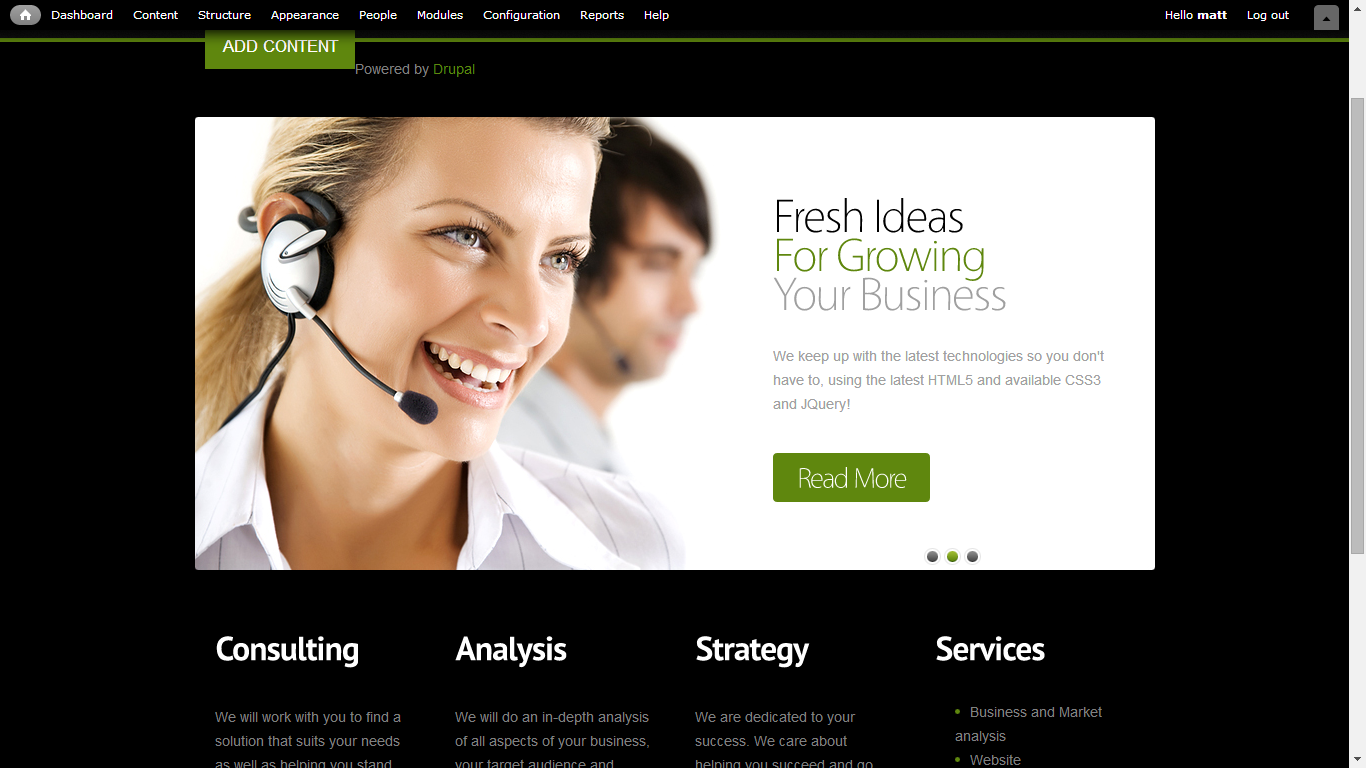 Dashboard Content Structure Appearance People Modules Configuration Reports Help Hello matt Log out
ADD CONTENT
Powered by Drupal
Fresh Ideas
For Growing
Your Business
We keep up with the latest technologies so you don't
have to, using the latest HTML5 and available CSS3
and JQuery!
Read More
Consulting
We will work with you to find a
solution that suits your needs
as well as helping you stand
Analysis
We will do an in-depth analysis
of all aspects of your business,
your target audience and
Strategy
We are dedicated to your
success. We care about
helping you succeed and go
Services
Business and Market
analysis
Website